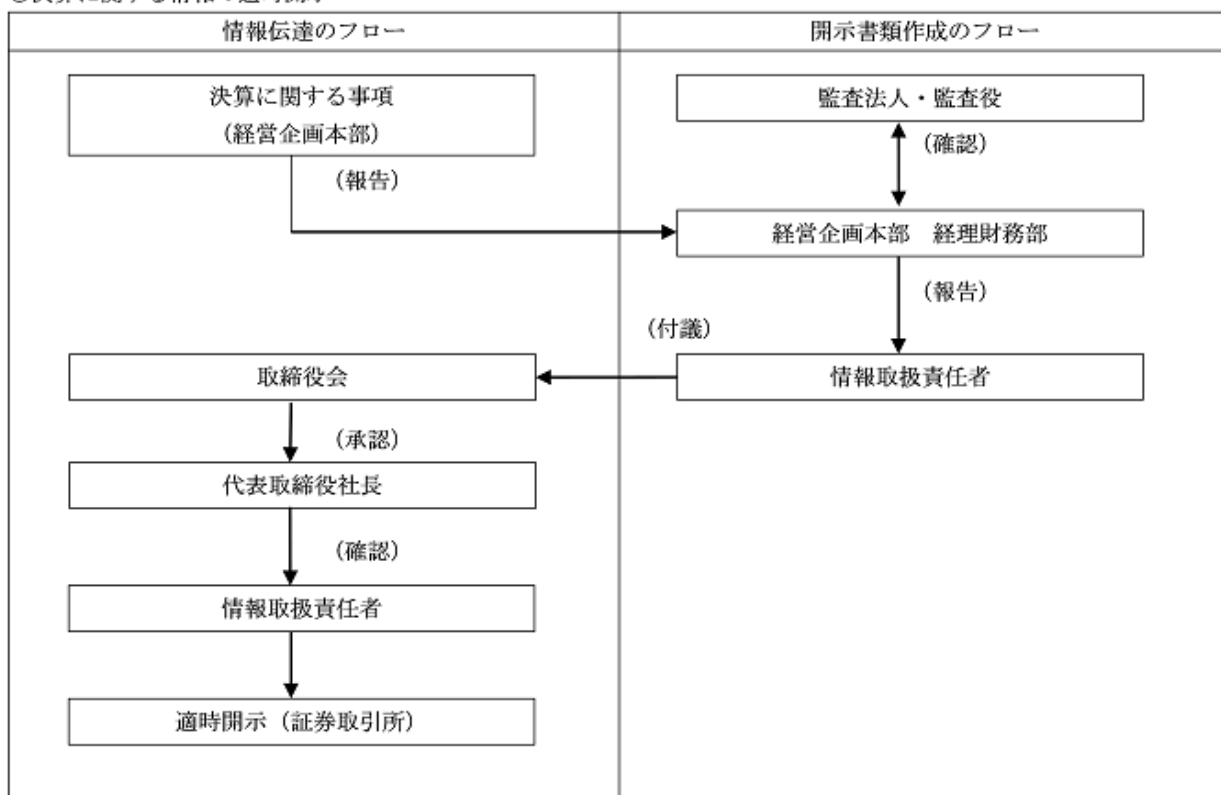 情報伝達のフロー
開示書類作成のフロー
決算に関する事項
（経営企画本部）
監査法人・監査役
（確認）
（報告）
経営企画本部　経理財務部
（報告）
（付議）
取締役会
情報取扱責任者
（承認）
代表取締役社長
（確認）
情報取扱責任者
適時開示（証券取引所）